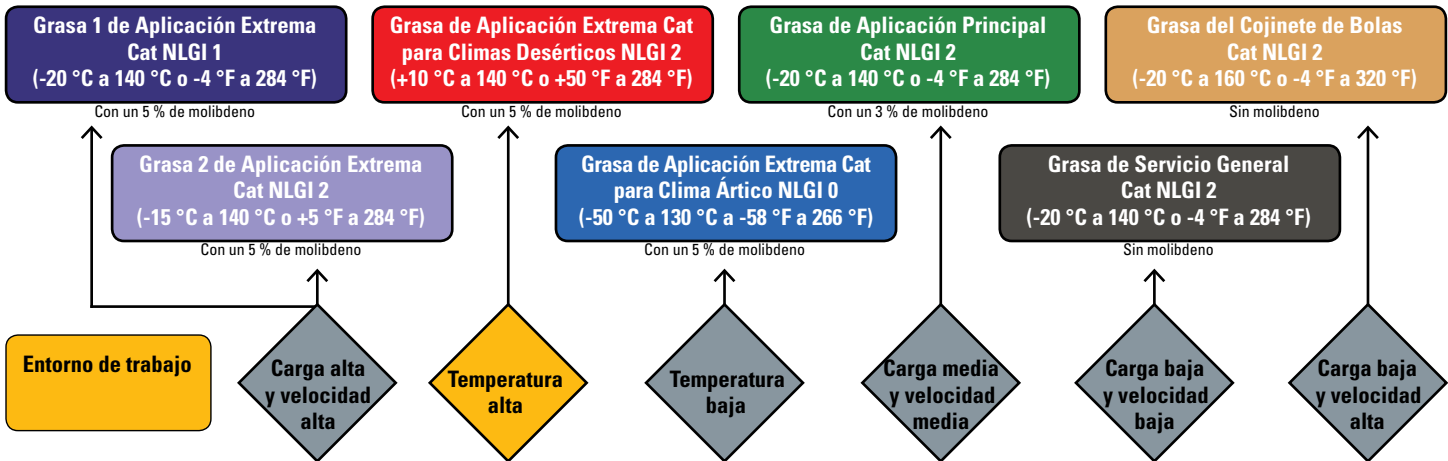 Grasa 1 de Aplicación Extrema
Cat NLGI 1
(-20 °C a 140 °C o -4 °F a 284 °F)
Con un 5 % de molibdeno
Grasa de Aplicación Extrema Cat
para Climas Desérticos NLGI 2
(+10 °C a 140 °C o +50 °F a 284 °F)
Con un 5 % de molibdeno
Grasa de Aplicación Principal
Cat NLGI 2
(-20 °C a 140 °C o -4 °F a 284 °F)
Con un 3 % de molibdeno
Grasa del Cojinete de Bolas
Cat NLGI 2
(-20 °C a 160 °C o -4 °F a 320 °F)
Sin molibdeno
Grasa 2 de Aplicación Extrema
Cat NLGI 2
(-15 °C a 140 °C o +5 °F a 284 °F)
Con un 5 % de molibdeno
Grasa de Aplicación Extrema Cat
para Clima Ártico NLGI 0
(-50 °C a 130 °C a -58 °F a 266 °F)
Con un 5 % de molibdeno
Grasa de Servicio General
Cat NLGI 2
(-20 °C a 140 °C o -4 °F a 284 °F)
Sin molibdeno
Entorno de trabajo
Carga alta
y velocidad
alta
Temperatura
alta
Temperatura
baja
Carga media
y velocidad
media
Carga baja
y velocidad
baja
Carga baja
y velocidad
alta